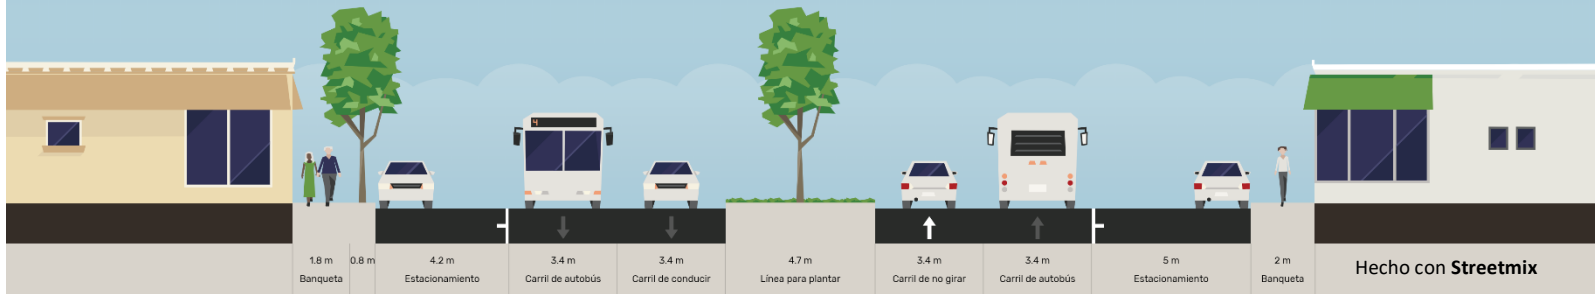 4
1.8 m
Banqueta
0.8 m
4.2 m
Estacionamiento
3.4 m
Carril de autobús
3.4 m
Carril de conducir
4.7 m
Línea para plantar
3.4 m
Carril de no girar
3.4 m
Carril de autobús
5 m
Estacionamiento
2 m
Banqueta
Hecho con Streetmix